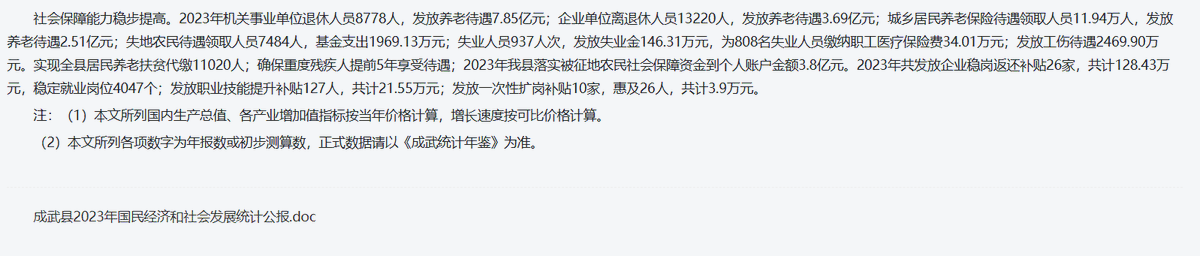 社会保障能力稳步提高。2023年机关事业单位退休人员8778人，发放养老待遇7.85亿元；企业单位离退休人员13220人，发放养老待遇3.69亿元；城乡居民养老保险待遇领取人员11.94万人，发放
养老待遇2.51亿元；失地农民待遇领取人员7484人，基金支出1969.13万元；失业人员937人次，发放失业金146.31万元，为808名失业人员缴纳职工医疗保险费34.01万元；发放工伤待遇2469.90万
元。实现全县居民养老扶贫代缴11020人；确保重度残疾人提前5年享受待遇；2023年我县落实被征地农民社会保障资金到个人账户金额3.8亿元。2023年共发放企业稳岗返还补贴26家，共计128.43万
元，稳定就业岗位4047个；发放职业技能提升补贴127人，共计21.55万元；发放一次性扩岗补贴10家，惠及26人，共计3.9万元。
注：（1）本文所列国内生产总值、各产业增加值指标按当年价格计算，增长速度按可比价格计算。
（2）本文所列各项数字为年报数或初步测算数，正式数据请以《成武统计年鉴》为准。
成武县2023年国民经济和社会发展统计公报.doc